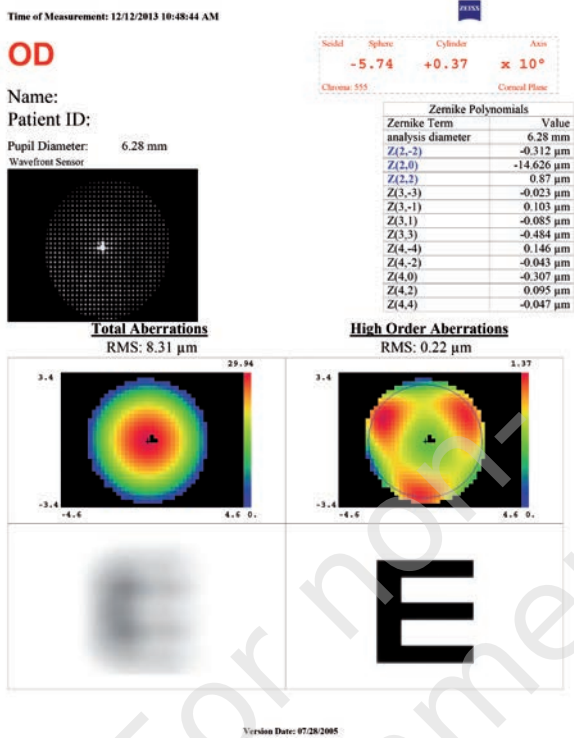 Time of Measurement: 12/12/2013 10:48:44 AM
ZEISS
OD
Seidel Sphere Cylinder Axis
-5.74 +0.37 x 10°
Chroma: 555 Corneal Plane
Name:
Patient ID:
Pupil Diameter: 6.28 mm
Wavefront Sensor
Zernike Polynomials
Zernike Term Value
analysis diameter 6.28 mm
Z(2,-2) -0.312 µm
Z(2,0) -14.626 µm
Z(2,2) 0.87 µm
Z(3,-3) -0.023 µm
Z(3,-1) 0.103 µm
Z(3,1) -0.085 µm
Z(3,3) -0.484 µm
Z(4,-4) 0.146 µm
Z(4,-2) -0.043 µm
Z(4,0) -0.307 µm
Z(4,2) 0.095 µm
Z(4,4) -0.047 µm
Total Aberrations
RMS: 8.31 µm
29.94
3.4
-3.4
-4.6 4.6 0.
High Order Aberrations
RMS: 0.22 µm
1.37
3.4
-3.4
-4.6 4.6 0.
E
E
Version Date: 07/28/2005